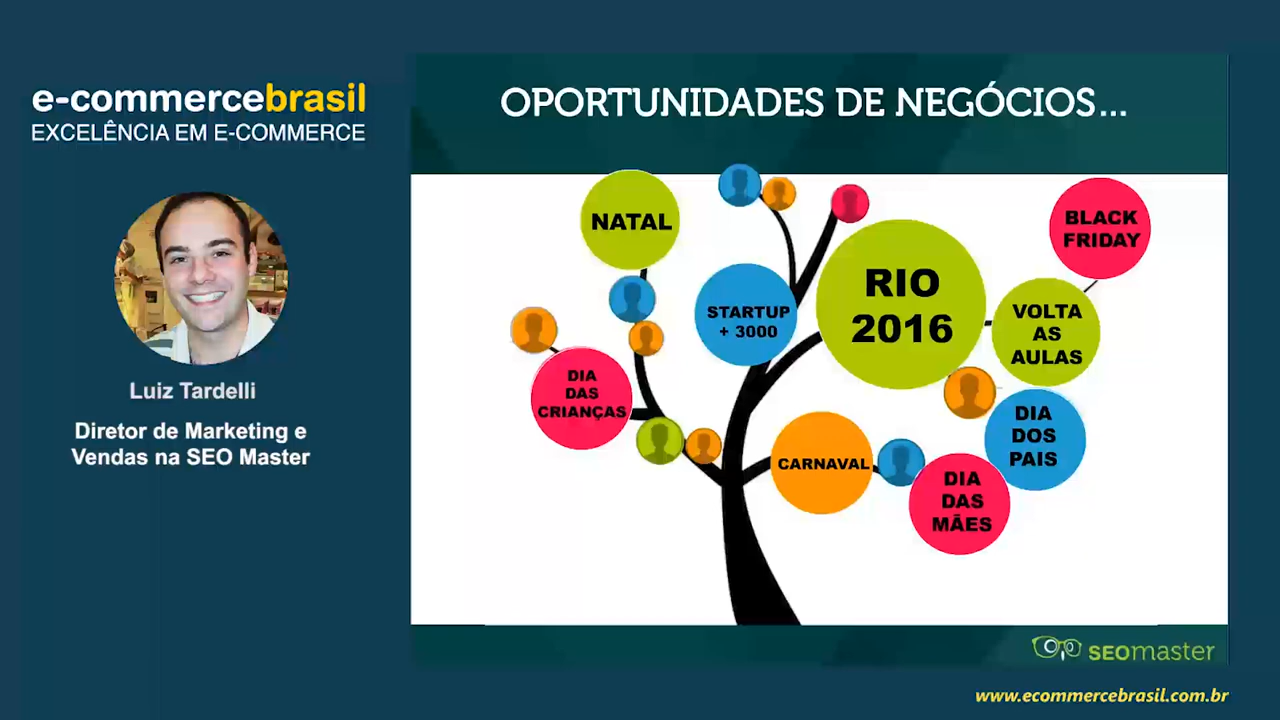 e-commercebrasil
EXCELÊNCIA EM E-COMMERCE
Luiz Tardelli
Diretor de Marketing e
Vendas na SEO Master
OPORTUNIDADES DE NEGÓCIOS...
NATAL
STARTUP
+ 3000
RIO
2016
BLACK
FRIDAY
VOLTA
AS
AULAS
DIA
DAS
CRIANÇAS
CARNAVAL
DIA
DOS
PAIS
DIA
DAS
MÃES
SEOmaster
www.ecommercebrasil.com.br